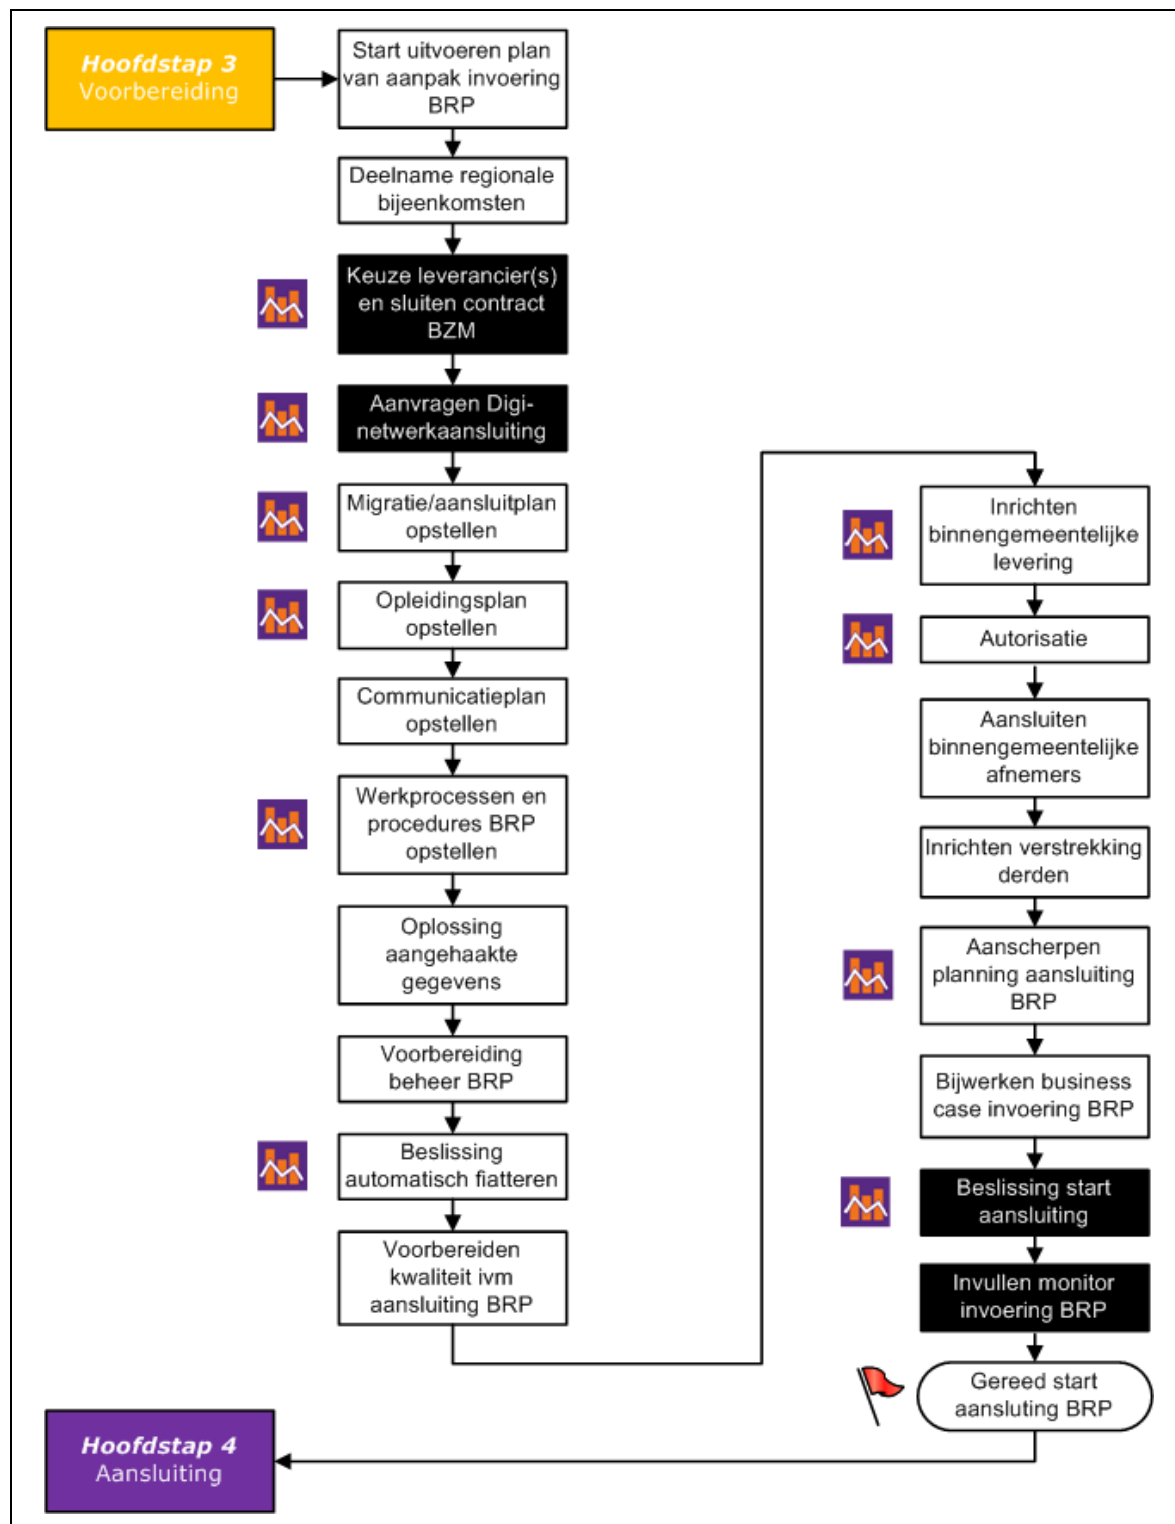 Hoofdstap 3
Voorbereiding
Start uitvoeren plan
van aanpak invoering
BRP
Deelname regionale
bijeenkomsten
Keuze leverancier(s)
en sluiten contract
BZM
Aanvragen Digi-
netwerkaansluiting
Migratie/aansluitplan
opstellen
Opleidingsplan
opstellen
Communicatieplan
opstellen
Werkprocessen en
procedures BRP
opstellen
Oplossing
aangehaakte
gegevens
Voorbereiding
beheer BRP
Beslissing
automatisch fiatteren
Voorbereiden
kwaliteit ivm
aansluiting BRP
Inrichten
binnengemeentelijke
levering
Autorisatie
Aansluiten
binnengemeentelijke
afnemers
Inrichten verstrekking
derden
Aanscherpen
planning aansluiting
BRP
Bijwerken business
case invoering BRP
Beslissing start
aansluiting
Invullen monitor
invoering BRP
Gereed start
aansluting BRP
Hoofdstap 4
Aansluiting